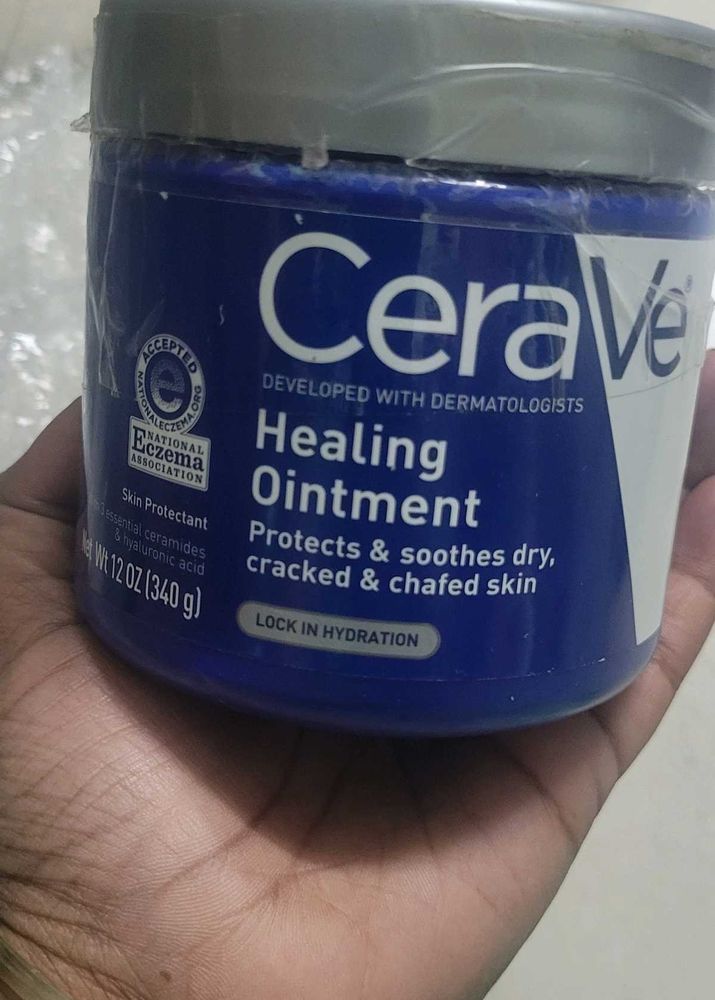 CeraVe®
DEVELOPED WITH DERMATOLOGISTS
Healing
Ointment
Protects & soothes dry,
cracked & chafed skin
LOCK IN HYDRATION
ACCEPTED
NATIONALECZEMA.ORG
NATIONAL
Eczema
ASSOCIATION
Skin Protectant
3 essential ceramides
& hyaluronic acid
Net Wt 12 OZ (340 g)